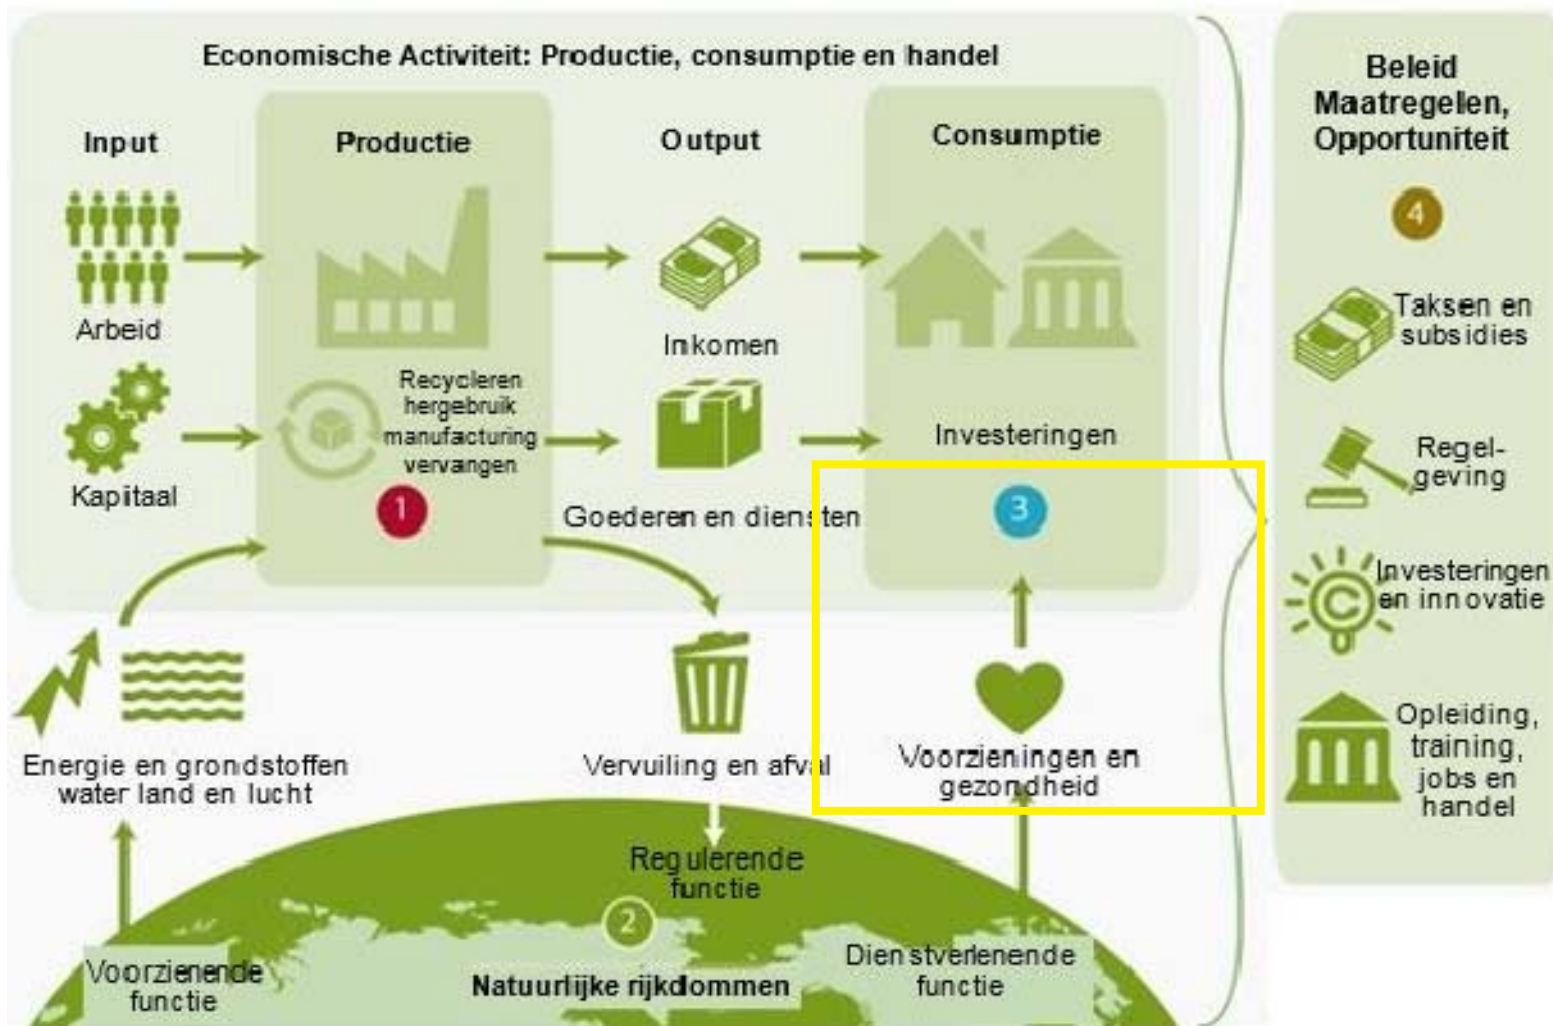 Economische Activiteit: Productie, consumptie en handel
Input
Productie
Output
Consumptie
Arbeid
Inkomen
Kapitaal
Recycleren
hergebruik
manufacturing
vervangen
1
Goederen en diensten
Investeringen
3
Energie en grondstoffen
water land en lucht
Vervuiling en afval
Voorzieningen en
gezondheid
Regulerende
functie
2
Voorzienende
functie
Natuurlijke rijkdommen
Dienstverlenende
functie
Beleid
Maatregelen,
Opportuniteit
4
Taksen en
subsidies
Regel-
geving
C
Investeringen
en innovatie
Opleiding,
training,
jobs en
handel